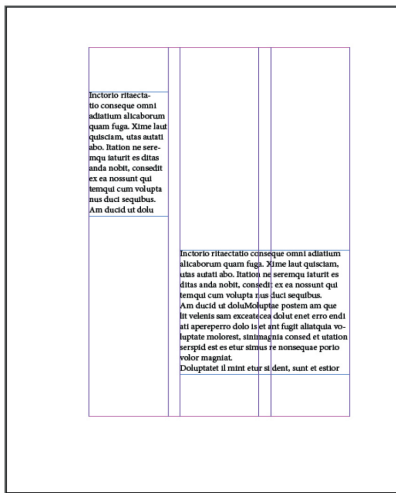 Inctorio ritaecta-
tio conseque omni
adiatium alicaborum
quam fuga. Xime laut
quisciam, utas autati
abo. Itation ne sere-
mqu iaturit es ditas
anda nobit, consedit
ex ea nossunt qui
temqui cum volupta
nus duci sequibus.
Am ducid ut dolu
Inctorio ritaectatio conseque omni adiatium
alicaborum quam fuga. Xime laut quisciam,
utas autati abo. Itation ne seremqu iaturit es
ditas anda nobit, consedit ex ea nossunt qui
temqui cum volupta nus duci sequibus.
Am ducid ut doluMoluptae postem am que
lit velenis sam exceatecea dolut enet erro endi
ati apereperro dolo is et ant fugit aliatquia vo-
luptate molorest, sinimagnia consed et utation
serspid est es etur simus re nonsequae porio
volor magniat.
Doluptatet il mint etur si dent, sunt et estior